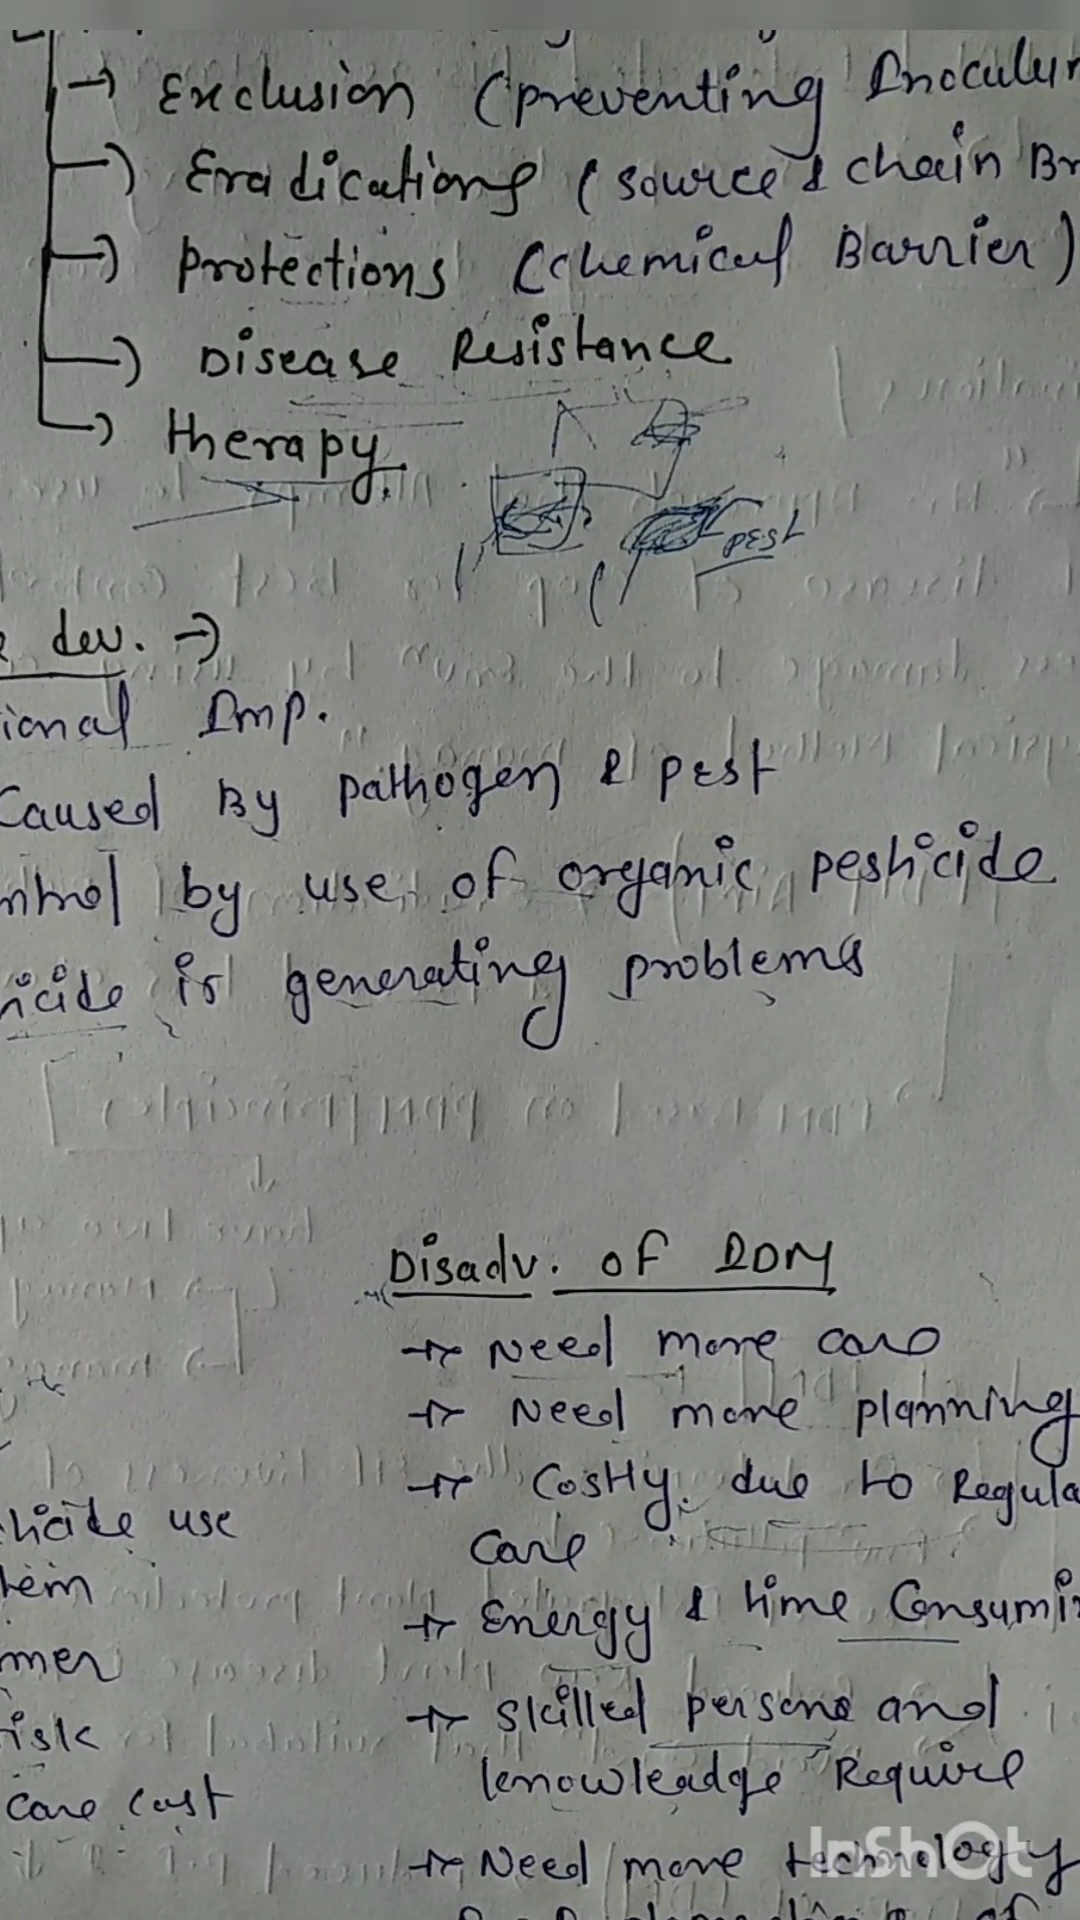 → Exclusion (preventing Inoculum
→ Eradications (source & chain Br
→ Protections (chemical Barrier)
→ Disease Resistance
→ therapy.
PEST
dev. →
ional Imp.
Caused By pathogen & pest
ntrol by use of organic pesticide
icide is generating problems
Disadv. of IDM
→ Need more care
→ Need more planning
→ Costly due to Regula
care
→ Energy & time Consumi
→ Skilled persons and
knowleadge Require
→ Need more technology
ticide use
tem
mer
isk
care cost
InShOt